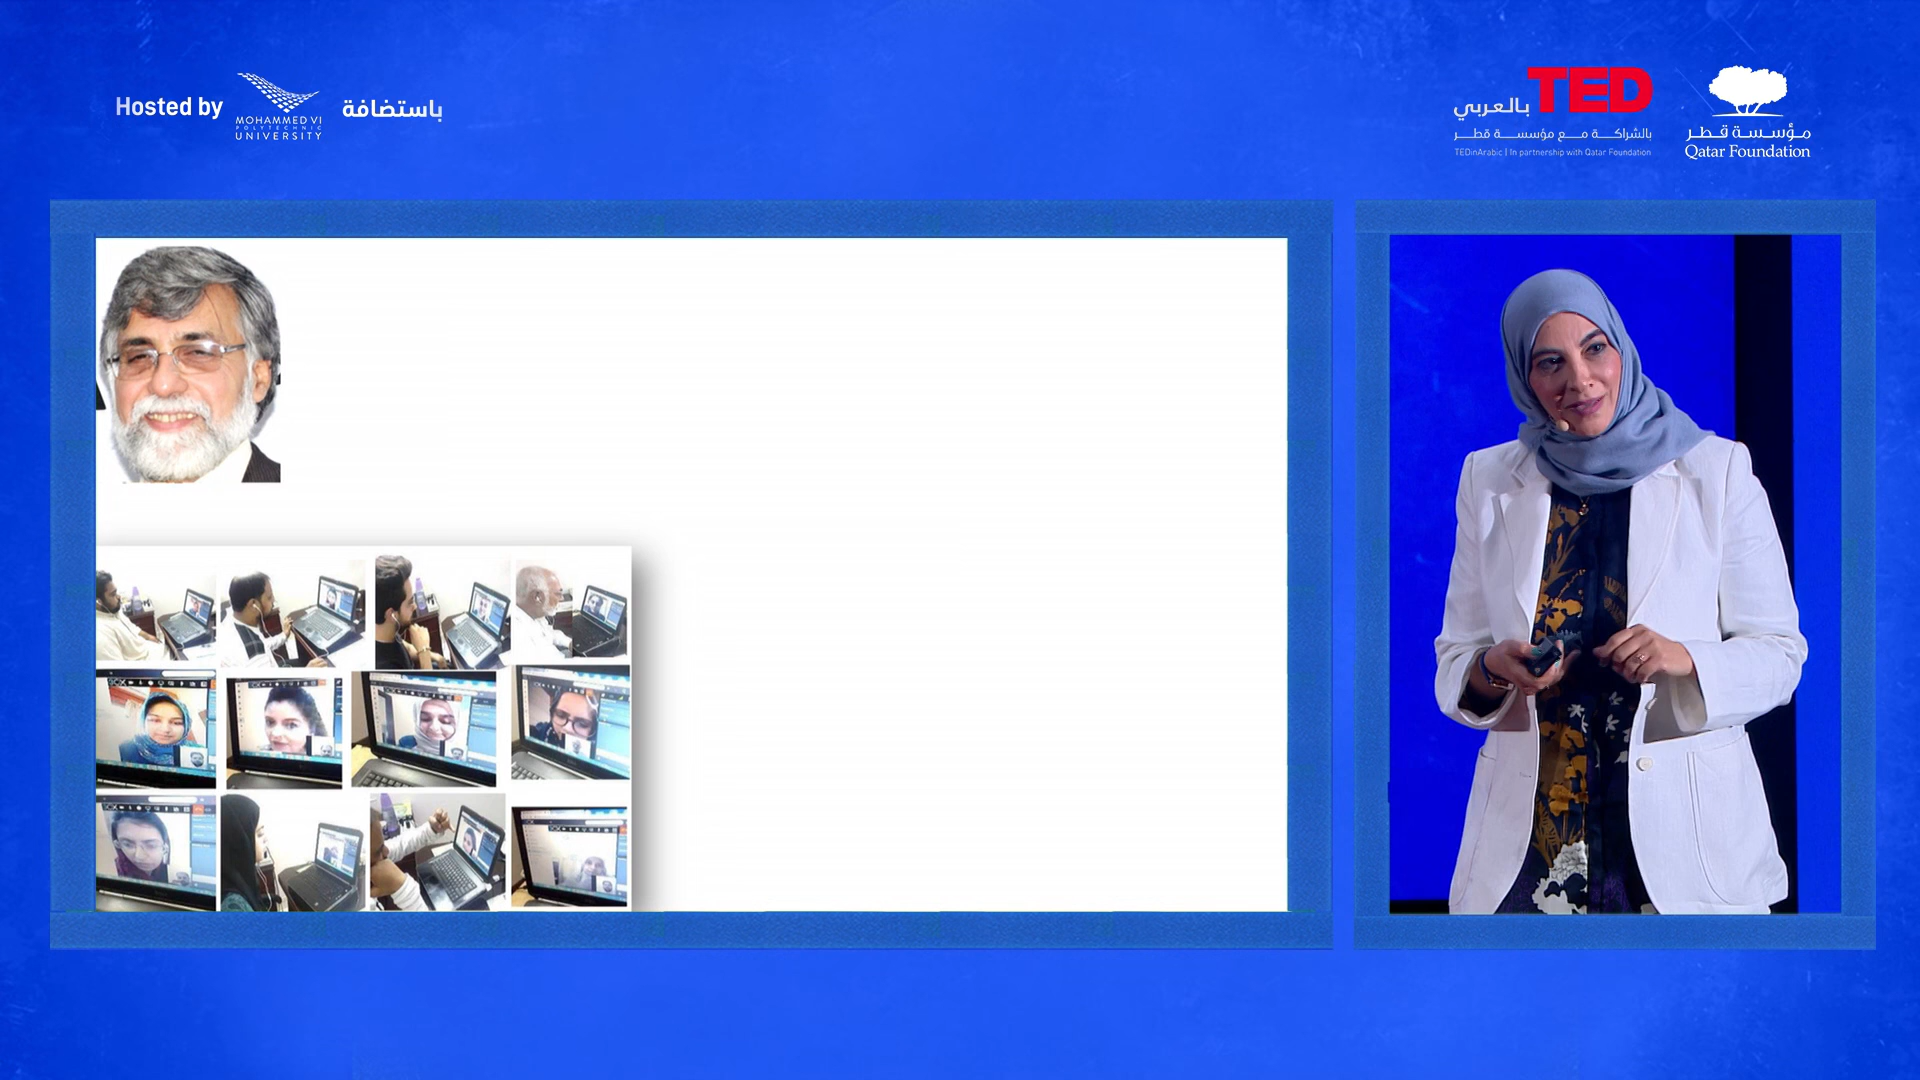 Hosted by
MOHAMMED VI
POLYTECHNIC
UNIVERSITY
باستضافة
TED بالعربي
بالشراكة مع مؤسسة قطر
TEDinArabic | In partnership with Qatar Foundation
مؤسسة قطر
Qatar Foundation